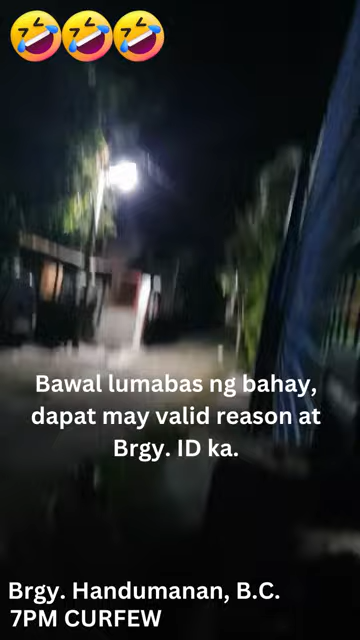 Bawal lumabas ng bahay,
dapat may valid reason at
Brgy. ID ka.
Brgy. Handumanan, B.C.
7PM CURFEW